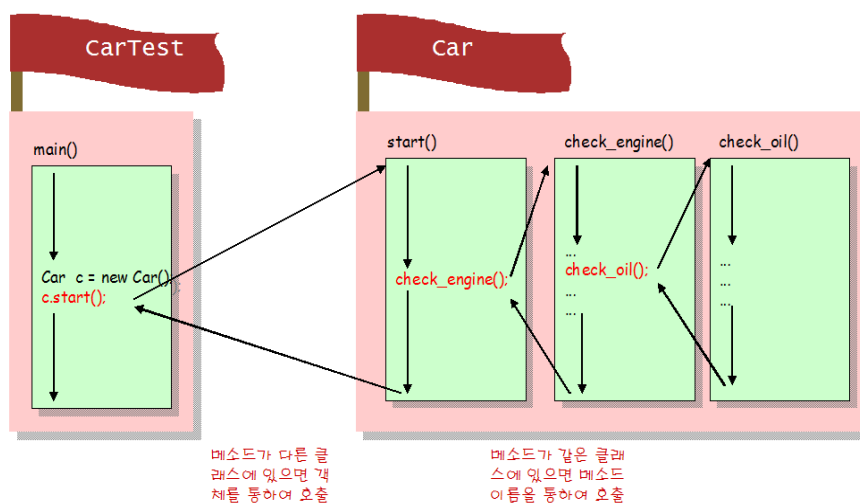 CarTest
Car
main()
Car c = new Car();
c.start();
start()
check_engine();
check_engine()
...
check_oil();
...
...
check_oil()
...
...
...
메소드가 다른 클
래스에 있으면 객
체를 통하여 호출
메소드가 같은 클래
스에 있으면 메소드
이름을 통하여 호출